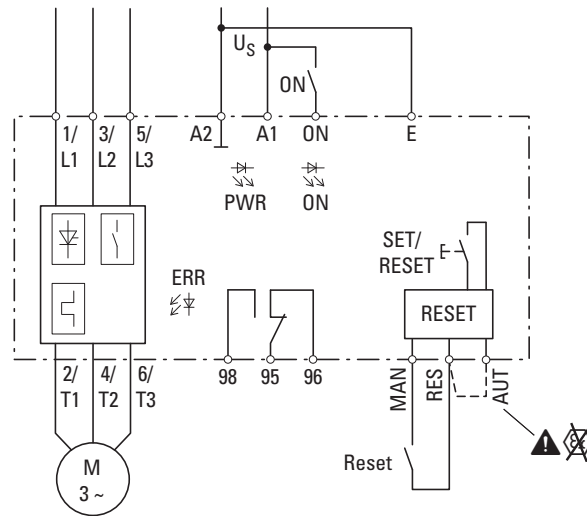 U_S
ON
1/ 3/ 5/ A2 A1 ON E
L1 L2 L3
PWR ON
SET/
RESET
ERR
RESET
2/ 4/ 6/ 98 95 96 MAN RES AUT
T1 T2 T3
M
3 ~
Reset